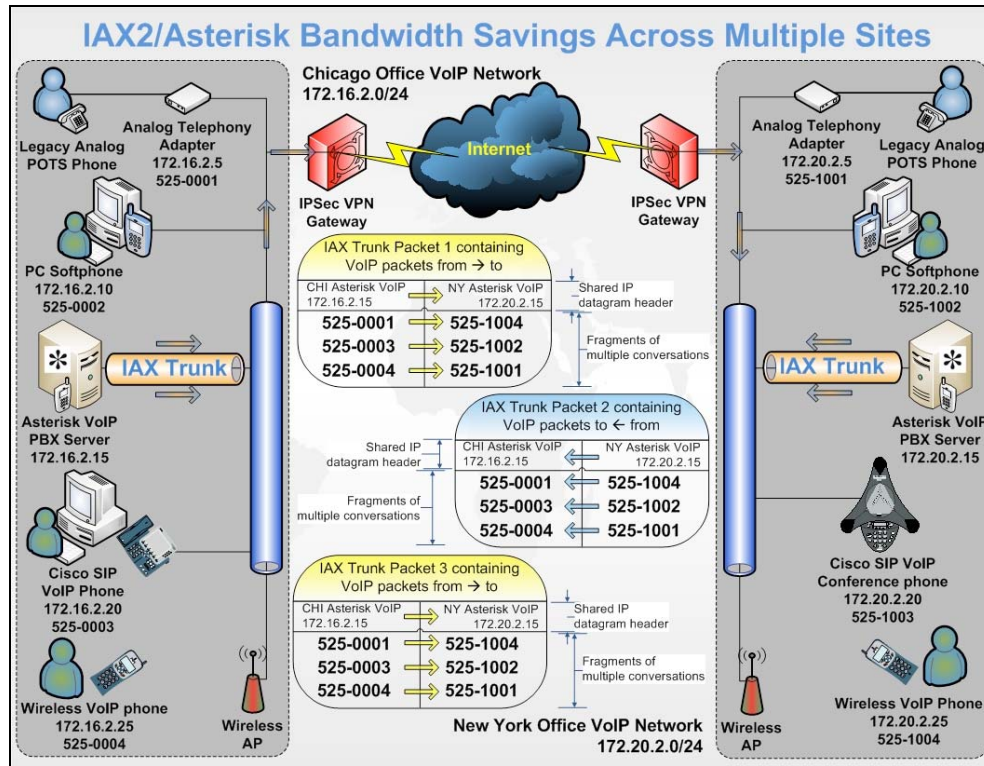 IAX2/Asterisk Bandwidth Savings Across Multiple Sites
Chicago Office VoIP Network
172.16.2.0/24
Legacy Analog
POTS Phone
Analog Telephony
Adapter
172.16.2.5
525-0001
PC Softphone
172.16.2.10
525-0002
*
IAX Trunk
Asterisk VoIP
PBX Server
172.16.2.15
Cisco SIP
VoIP Phone
172.16.2.20
525-0003
Wireless VoIP phone
172.16.2.25
525-0004
Wireless
AP
IPSec VPN
Gateway
Internet
IPSec VPN
Gateway
IAX Trunk Packet 1 containing
VoIP packets from → to
CHI Asterisk VoIP NY Asterisk VoIP
172.16.2.15 172.20.2.15
525-0001 525-1004
525-0003 525-1002
525-0004 525-1001
Shared IP
datagram header
Fragments of
multiple conversations
IAX Trunk Packet 2 containing
VoIP packets to ← from
CHI Asterisk VoIP NY Asterisk VoIP
172.16.2.15 172.20.2.15
525-0001 525-1004
525-0003 525-1002
525-0004 525-1001
Shared IP
datagram header
Fragments of
multiple conversations
IAX Trunk Packet 3 containing
VoIP packets from → to
CHI Asterisk VoIP NY Asterisk VoIP
172.16.2.15 172.20.2.15
525-0001 525-1004
525-0003 525-1002
525-0004 525-1001
Shared IP
datagram header
Fragments of
multiple conversations
New York Office VoIP Network
172.20.2.0/24
Analog Telephony
Adapter
172.20.2.5
525-1001
Legacy Analog
POTS Phone
PC Softphone
172.20.2.10
525-1002
IAX Trunk
*
Asterisk VoIP
PBX Server
172.20.2.15
Cisco SIP VoIP
Conference phone
172.20.2.20
525-1003
Wireless VoIP Phone
172.20.2.25
525-1004
Wireless
AP